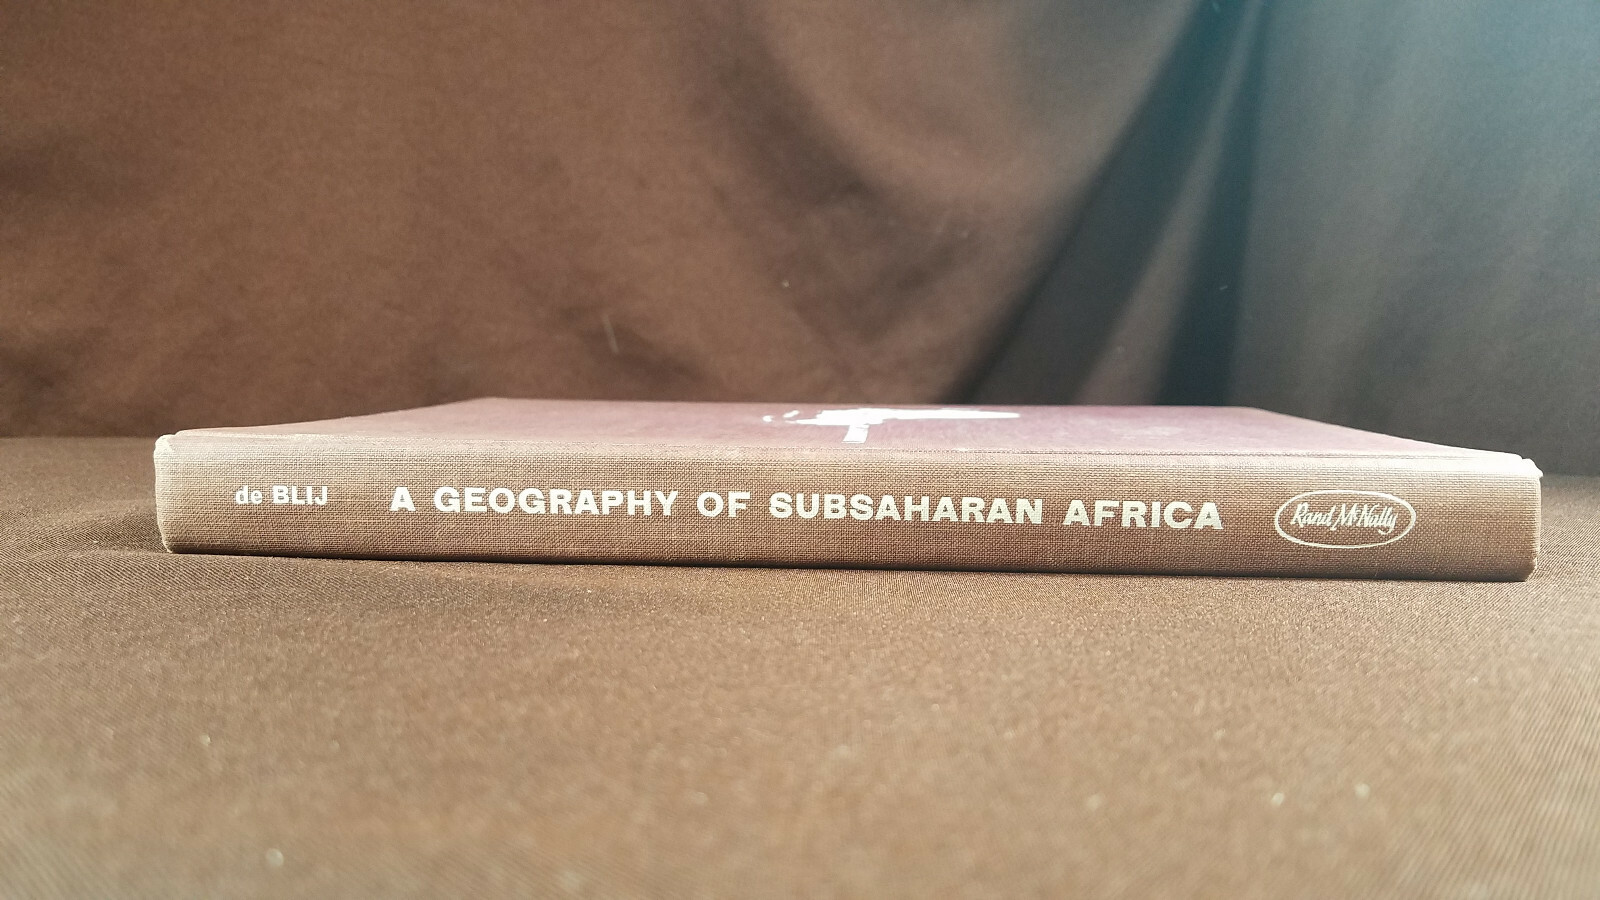 de BLIJ A GEOGRAPHY OF SUBSAHARAN AFRICA Rand McNally